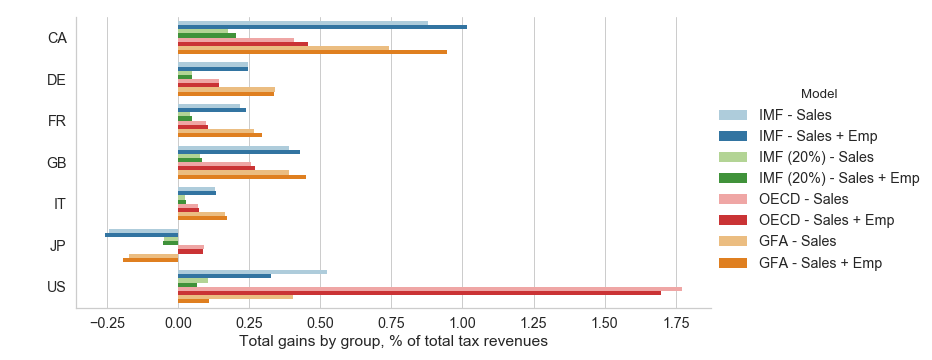 CA
DE
FR
GB
IT
JP
US
−0.25 0.00 0.25 0.50 0.75 1.00 1.25 1.50 1.75
Total gains by group, % of total tax revenues
Model
IMF - Sales
IMF - Sales + Emp
IMF (20%) - Sales
IMF (20%) - Sales + Emp
OECD - Sales
OECD - Sales + Emp
GFA - Sales
GFA - Sales + Emp